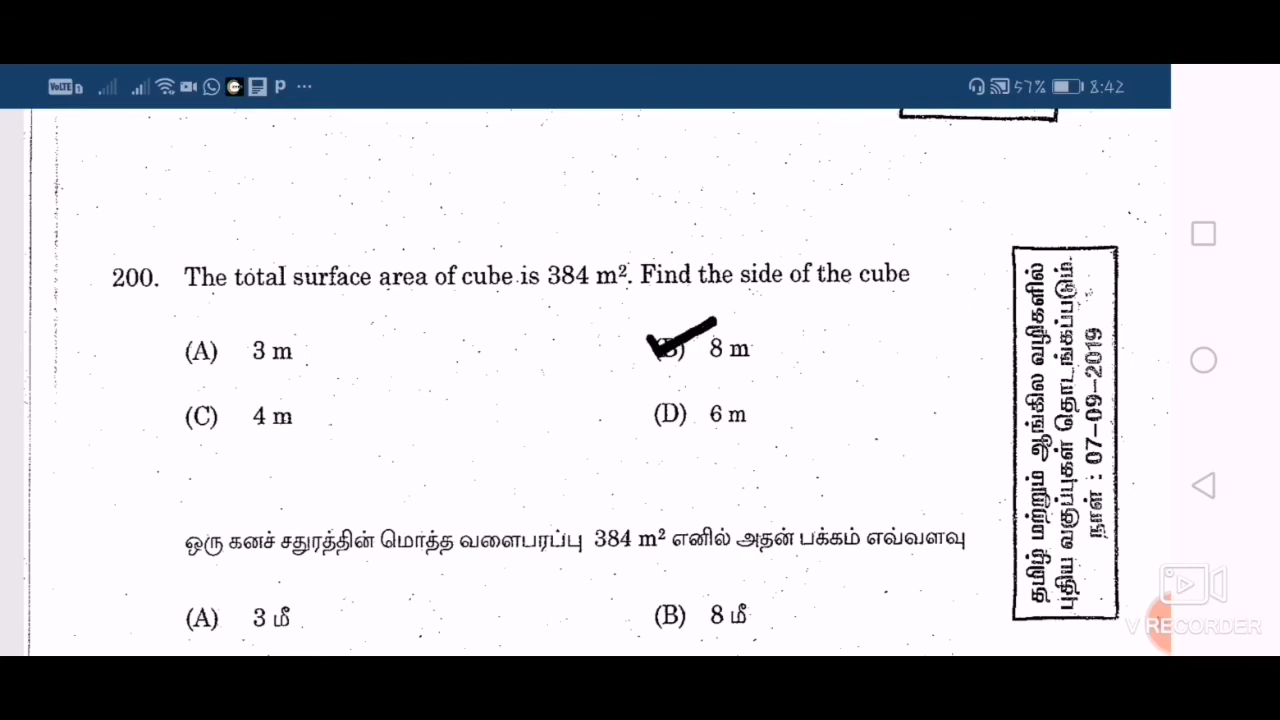 VoLTE 57% 8:42
200. The total surface area of cube is 384 m². Find the side of the cube
(A) 3 m (B) 8 m
(C) 4 m (D) 6 m
ஒரு கனச் சதுரத்தின் மொத்த வளைபரப்பு 384 m² எனில் அதன் பக்கம் எவ்வளவு
(A) 3 மீ (B) 8 மீ
தமிழ் மற்றும் ஆங்கில வழிகளில்
புதிய வகுப்புகள் தொடங்கப்படும்.
நாள் : 07-09-2019
V RECORDER